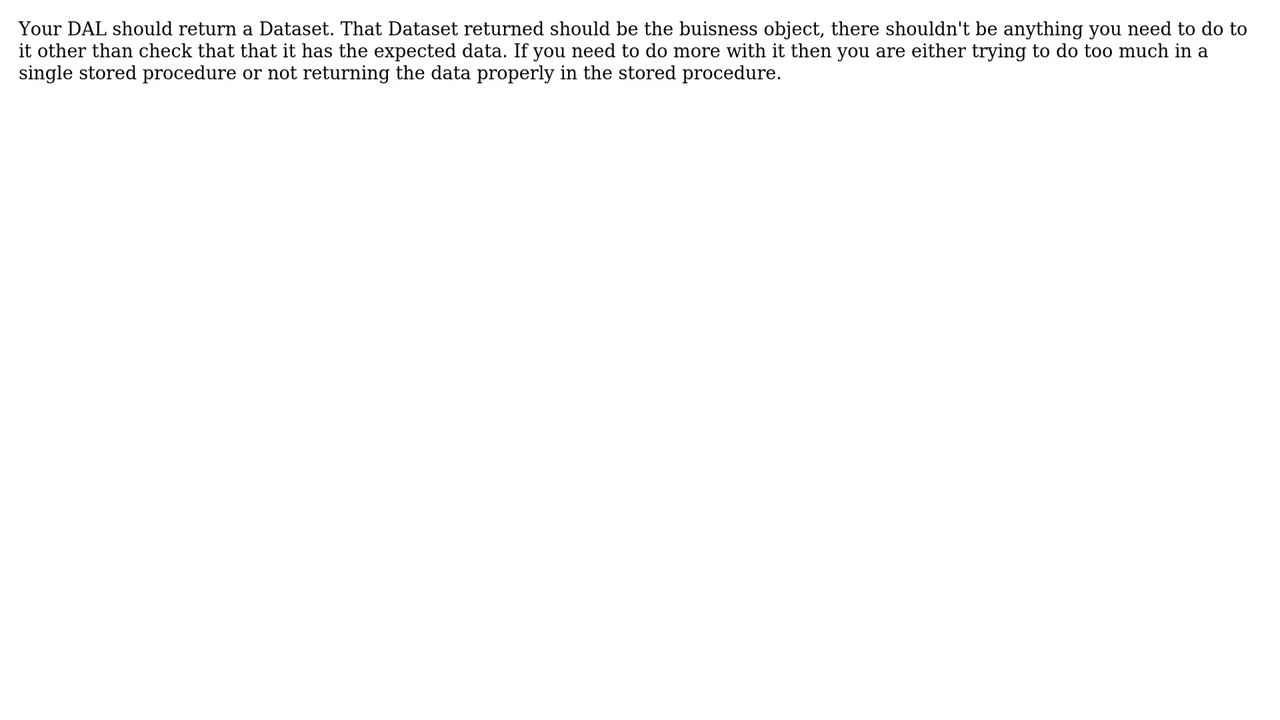 Your DAL should return a Dataset. That Dataset returned should be the buisness object, there shouldn't be anything you need to do to
it other than check that that it has the expected data. If you need to do more with it then you are either trying to do too much in a
single stored procedure or not returning the data properly in the stored procedure.